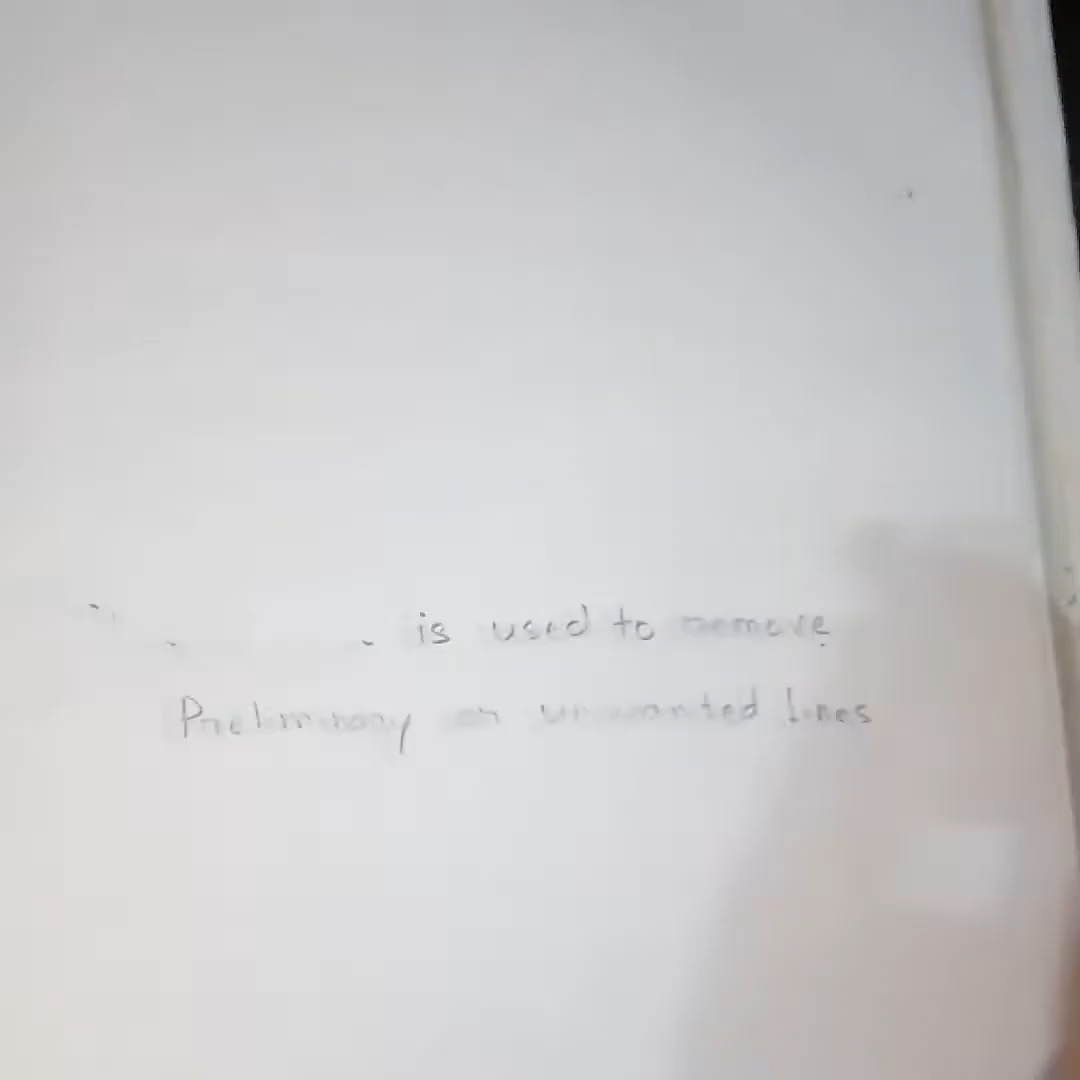 is used to remove
Preliminary or unwanted lines